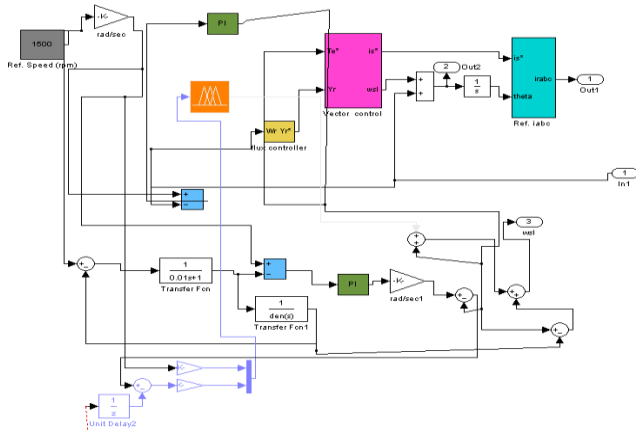 1500
Ref. Speed (rpm)
-K-
rad/sec
PI
Te*
is*
Yr
wsl
Vector control
Wr Yr*
flux controller
+
+
2
Out2
1
s
is*
irabc
theta
Ref. iabc
1
Out1
1
In1
+
−
3
wsl
+
+
+
−
1
0.01s+1
Transfer Fcn
+
−
1
den(s)
Transfer Fcn1
PI
-K-
rad/sec1
+
−
+
+
+
−
+
−
1
s
Unit Delay2